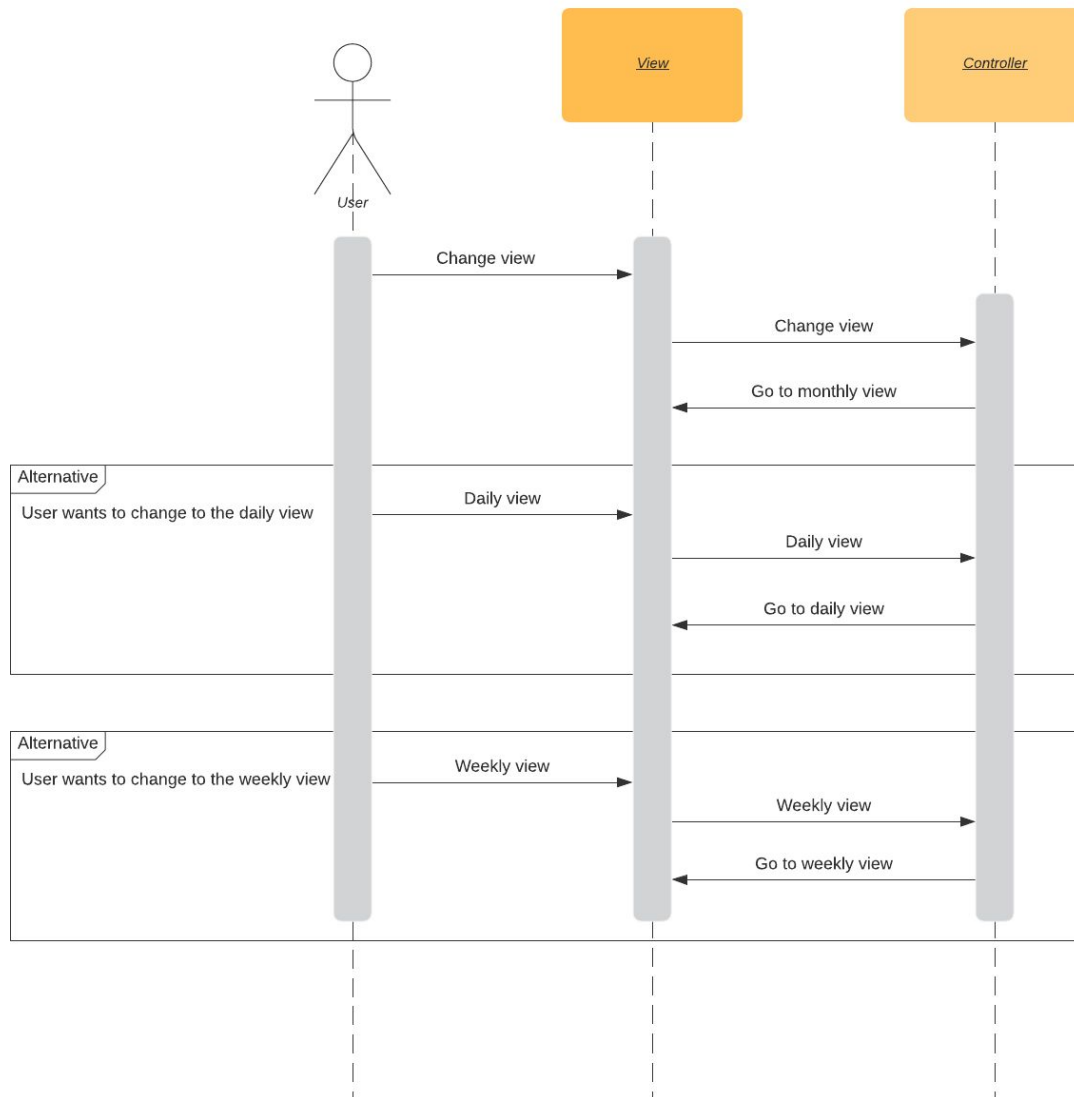 View
Controller
User
Change view
Change view
Go to monthly view
Alternative
User wants to change to the daily view
Daily view
Daily view
Go to daily view
Alternative
User wants to change to the weekly view
Weekly view
Weekly view
Go to weekly view